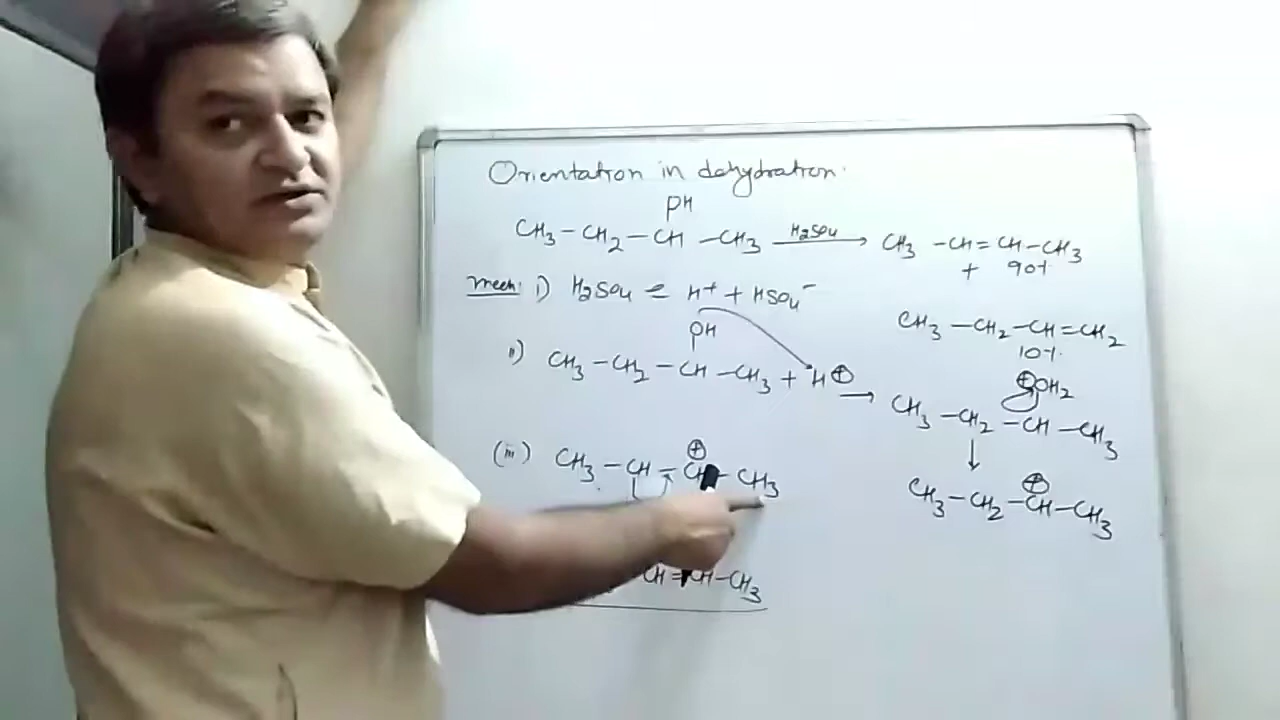 Orientation in dehydration.
OH
CH3 - CH2 - CH - CH3 H2SO4 → CH3 - CH = CH - CH3
+ 90%
Mech: i) H2SO4 ⇌ H+ + HSO4-
CH3 - CH2 - CH = CH2
10%
OH
ii) CH3 - CH2 - CH - CH3 + H⊕ →
⊕OH2
CH3 - CH2 - CH - CH3
↓
⊕
CH3 - CH2 - CH - CH3
⊕
(iii) CH3 - CH - CH - CH3
CH = CH - CH3